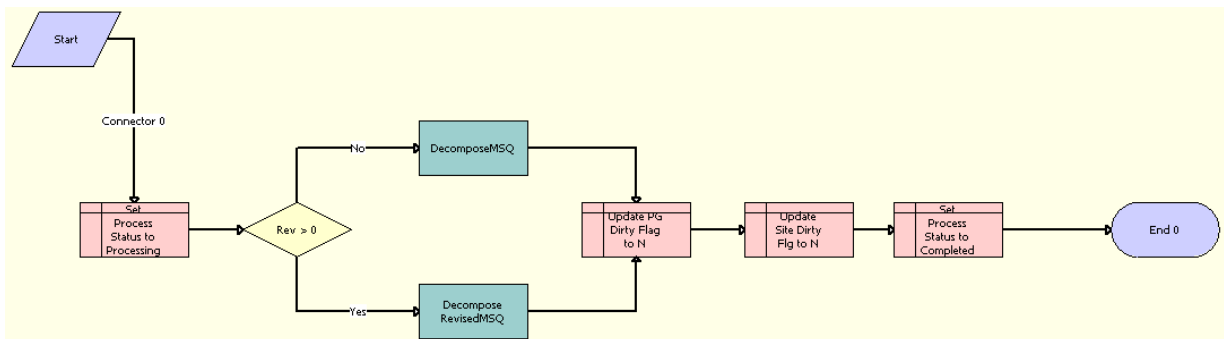 Start
Connector 0
Set
Process
Status to
Processing
Rev > 0
No
DecomposeMSQ
Yes
Decompose
RevisedMSQ
Update PG
Dirty Flag
to N
Update
Site Dirty
Flg to N
Set
Process
Status to
Completed
End 0